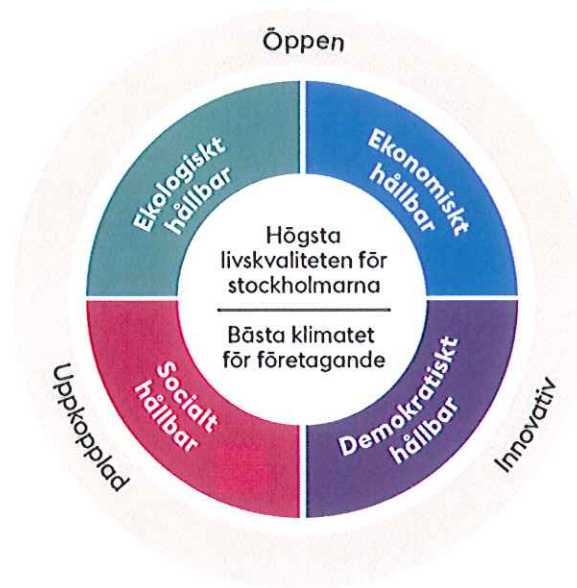 Öppen
Ekologiskt
hållbar
Ekonomiskt
hållbar
Högsta
livskvaliteten för
stockholmarna
Bästa klimatet
för företagande
Socialt
hållbar
Demokratiskt
hållbar
Uppkopplad
Innovativ